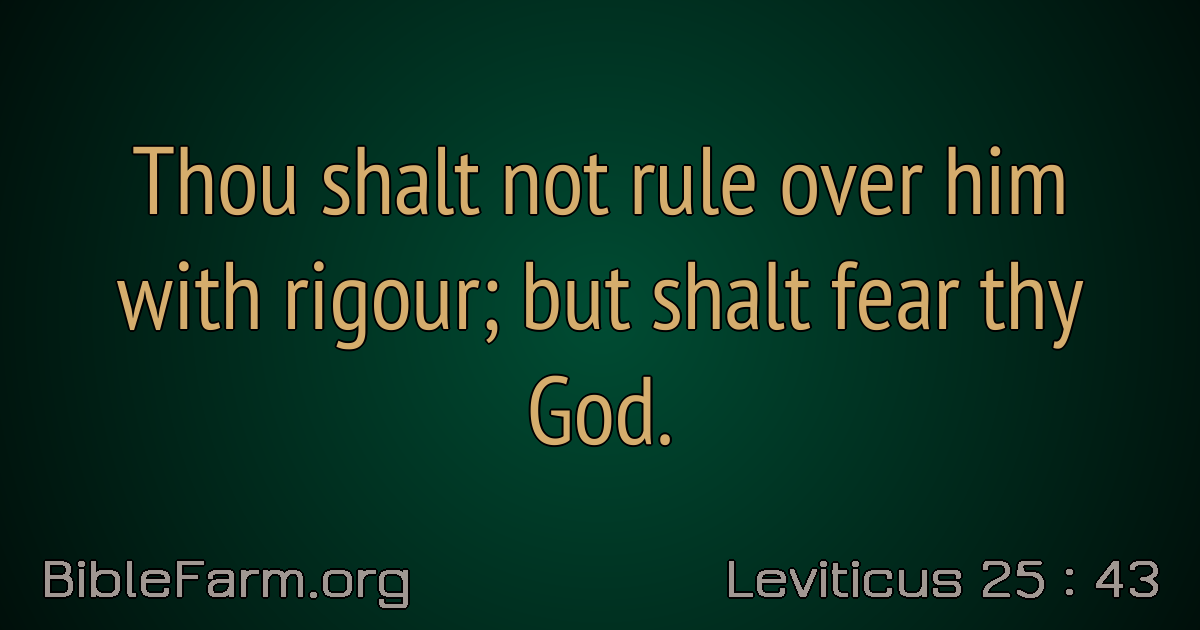 Thou shalt not rule over him
with rigour; but shalt fear thy
God.
BibleFarm.org
Leviticus 25 : 43